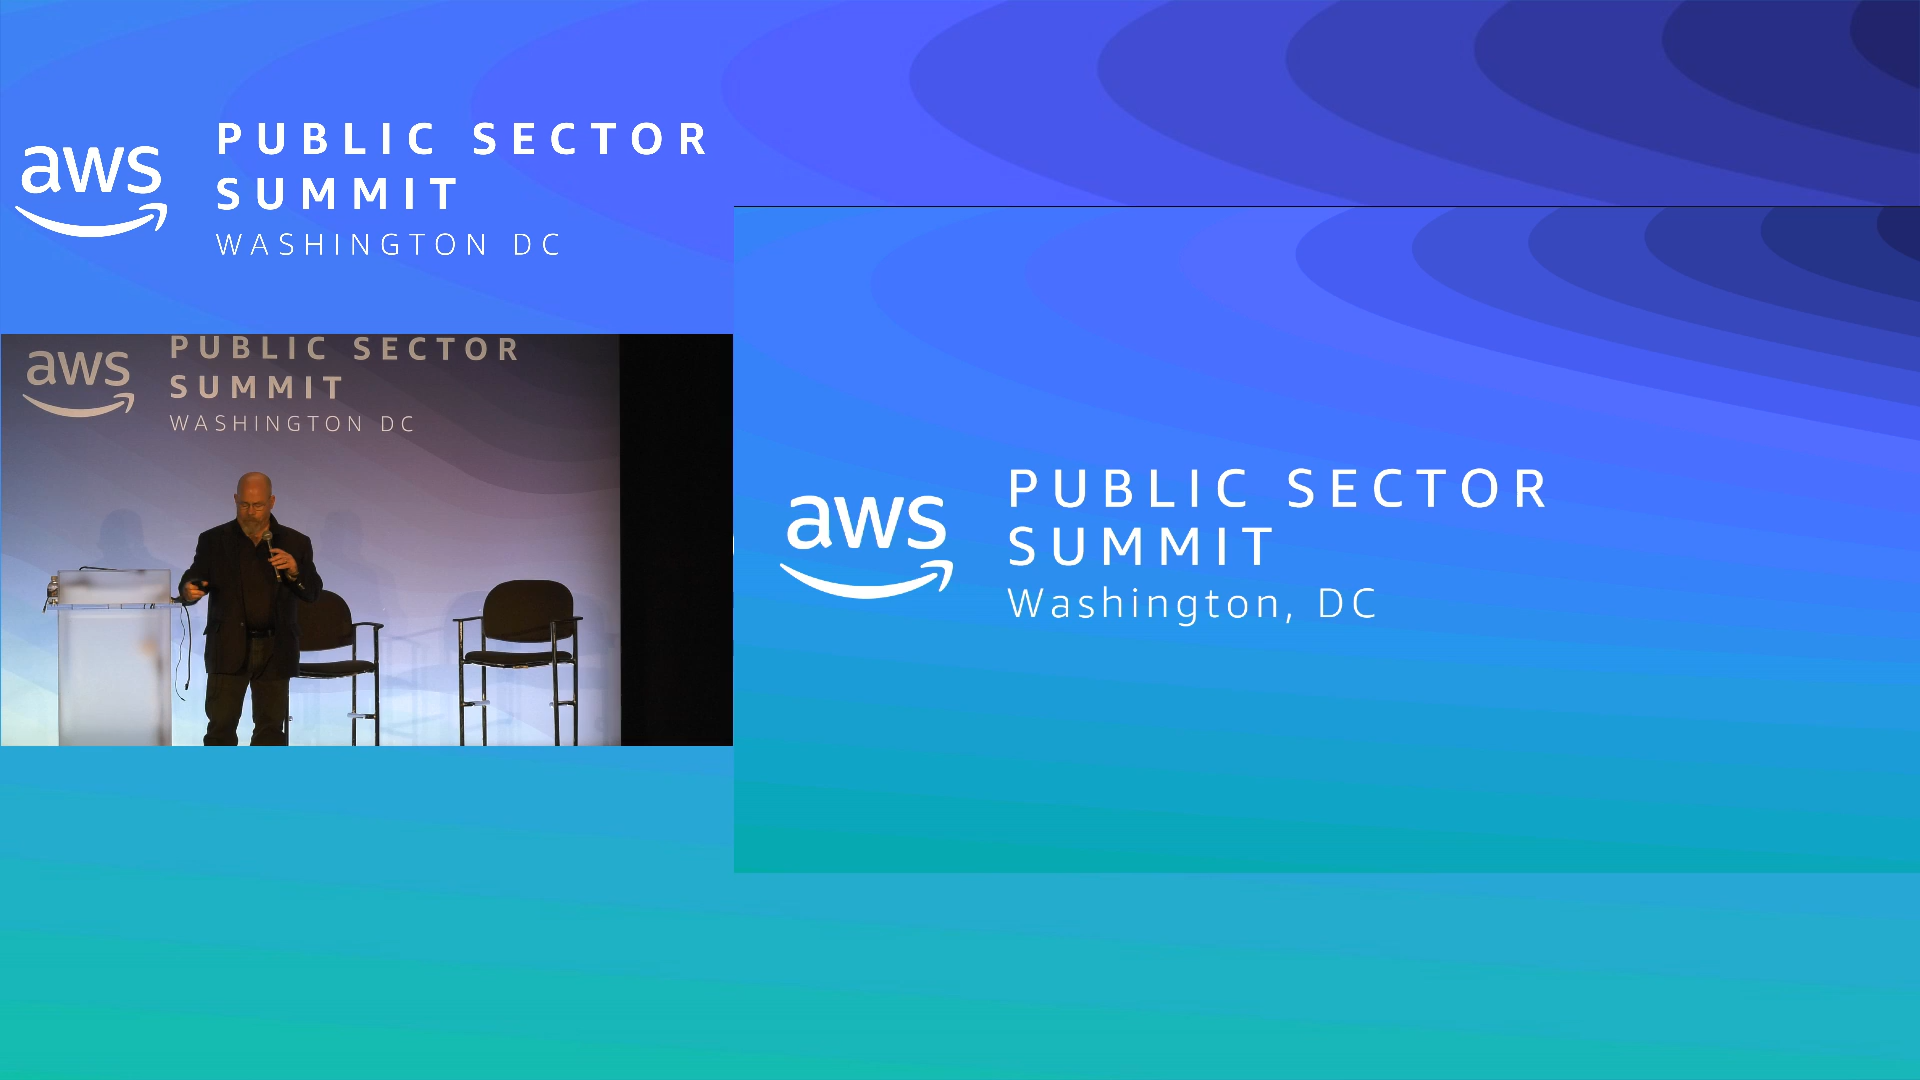 aws
PUBLIC SECTOR
SUMMIT
WASHINGTON DC
aws
PUBLIC SECTOR
SUMMIT
WASHINGTON DC
aws
PUBLIC SECTOR
SUMMIT
Washington, DC